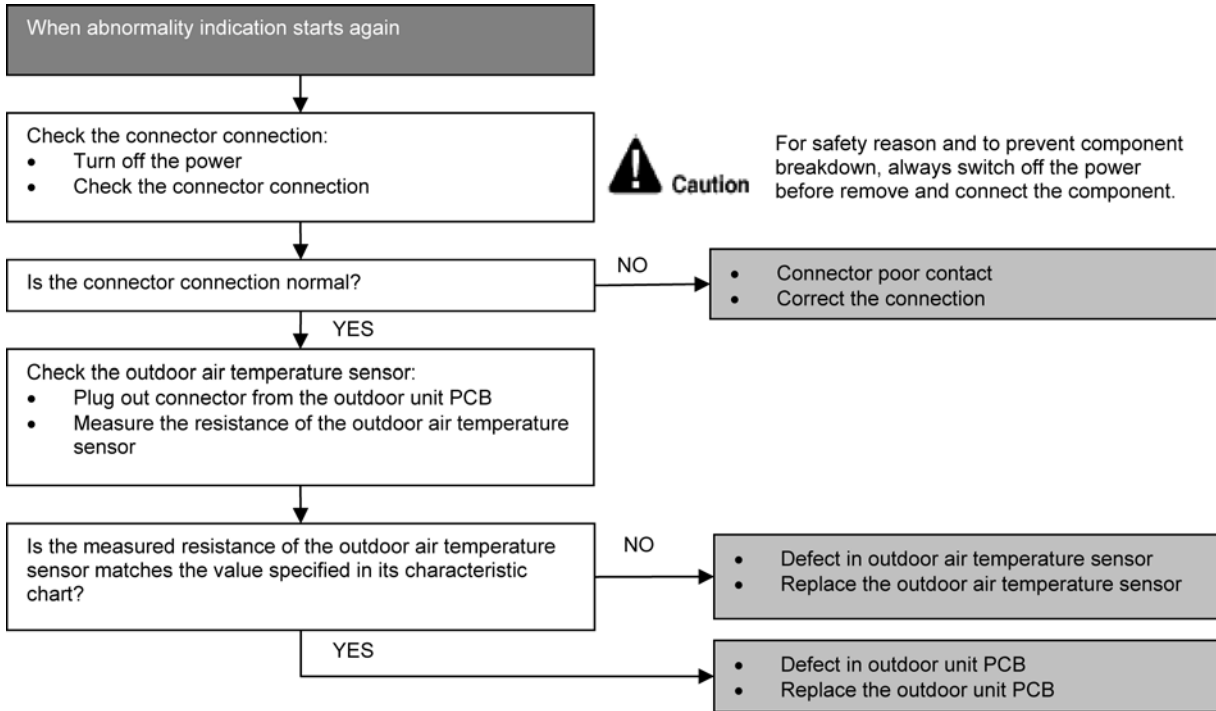 When abnormality indication starts again
Check the connector connection:
• Turn off the power
• Check the connector connection
Caution
For safety reason and to prevent component
breakdown, always switch off the power
before remove and connect the component.
Is the connector connection normal?
NO
• Connector poor contact
• Correct the connection
YES
Check the outdoor air temperature sensor:
• Plug out connector from the outdoor unit PCB
• Measure the resistance of the outdoor air temperature
sensor
Is the measured resistance of the outdoor air temperature
sensor matches the value specified in its characteristic
chart?
NO
• Defect in outdoor air temperature sensor
• Replace the outdoor air temperature sensor
YES
• Defect in outdoor unit PCB
• Replace the outdoor unit PCB